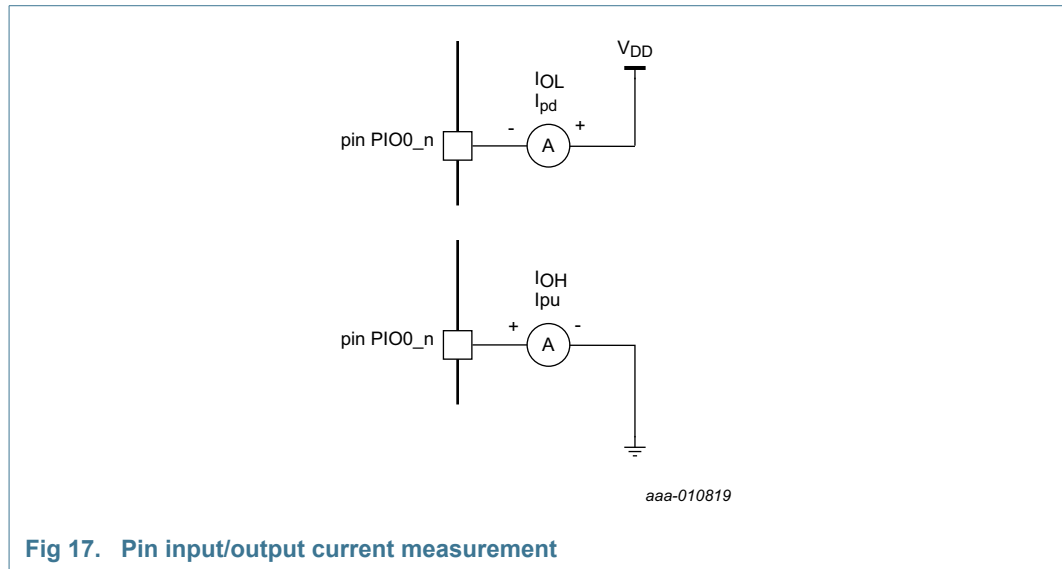 VDD
IOL
Ipd
- +
A
pin PIO0_n
IOH
Ipu
+ -
A
pin PIO0_n
aaa-010819
Fig 17. Pin input/output current measurement